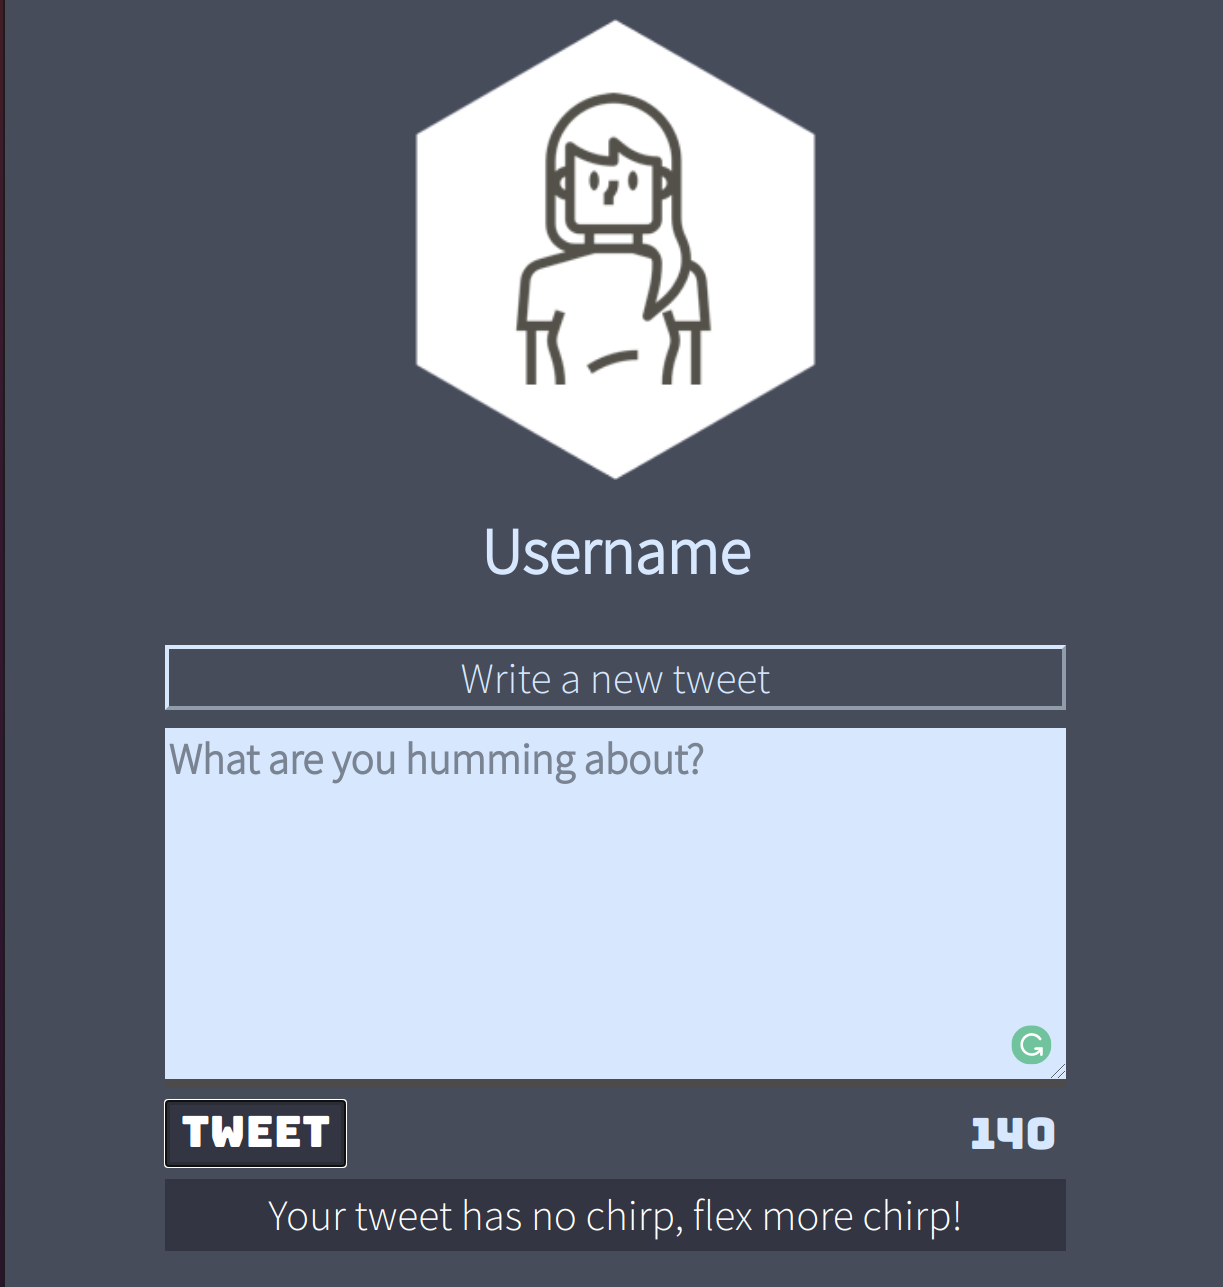 Username
Write a new tweet
What are you humming about?
TWEET
140
Your tweet has no chirp, flex more chirp!